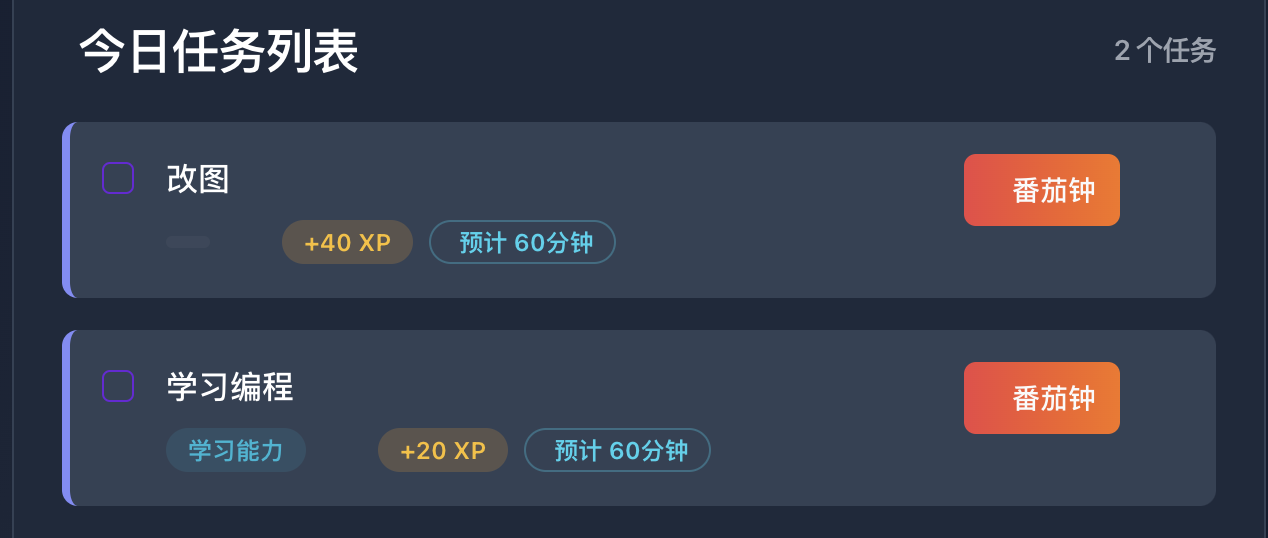 今日任务列表
2 个任务
改图
番茄钟
+40 XP
预计 60分钟
学习编程
番茄钟
学习能力
+20 XP
预计 60分钟